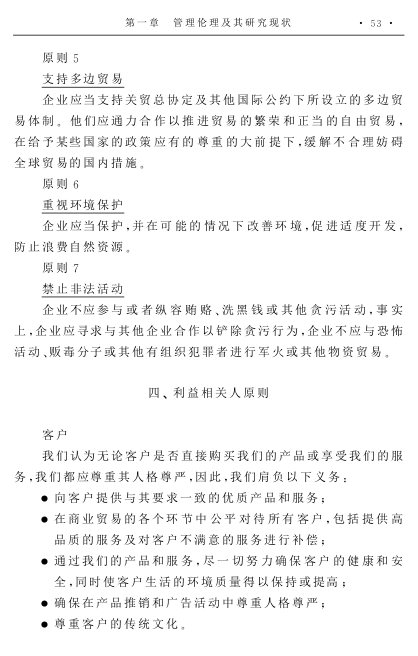 第一章　管理伦理及其研究现状　·53·
原则5
支持多边贸易
企业应当支持关贸总协定及其他国际公约下所设立的多边贸
易体制。他们应通力合作以推进贸易的繁荣和正当的自由贸易，
在给予某些国家的政策应有的尊重的大前提下，缓解不合理妨碍
全球贸易的国内措施。
原则6
重视环境保护
企业应当保护，并在可能的情况下改善环境，促进适度开发，
防止浪费自然资源。
原则7
禁止非法活动
企业不应参与或者纵容贿赂、洗黑钱或其他贪污活动，事实
上，企业应寻求与其他企业合作以铲除贪污行为，企业不应与恐怖
活动、贩毒分子或其他有组织犯罪者进行军火或其他物资贸易。
四、利益相关人原则
客户
我们认为无论客户是否直接购买我们的产品或享受我们的服
务，我们都应尊重其人格尊严，因此，我们肩负以下义务：
●向客户提供与其要求一致的优质产品和服务；
●在商业贸易的各个环节中公平对待所有客户，包括提供高
品质的服务及对客户不满意的服务进行补偿；
●通过我们的产品和服务，尽一切努力确保客户的健康和安
全，同时使客户生活的环境质量得以保持或提高；
●确保在产品推销和广告活动中尊重人格尊严；
●尊重客户的传统文化。